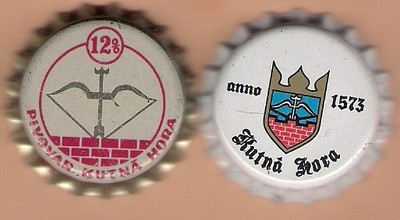 12%
PIVOVAR KUTNÁ HORA
anno 1573
Kutná Hora